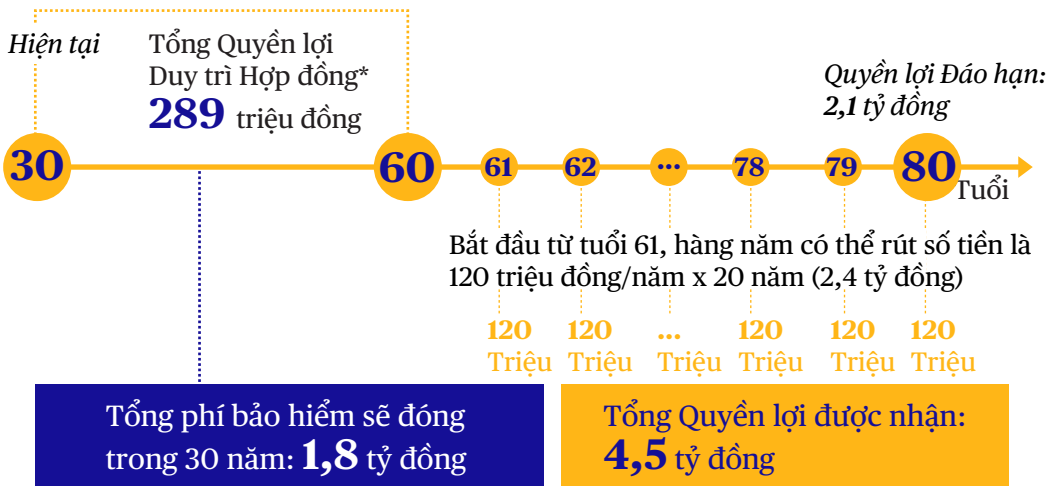 Hiện tại
Tổng Quyền lợi
Duy trì Hợp đồng*
289 triệu đồng
Quyền lợi Đáo hạn:
2,1 tỷ đồng
30 60 61 62 ... 78 79 80
Tuổi
Bắt đầu từ tuổi 61, hàng năm có thể rút số tiền là
120 triệu đồng/năm x 20 năm (2,4 tỷ đồng)
120 120 ... 120 120 120
Triệu Triệu Triệu Triệu Triệu Triệu
Tổng phí bảo hiểm sẽ đóng
trong 30 năm: 1,8 tỷ đồng
Tổng Quyền lợi được nhận:
4,5 tỷ đồng